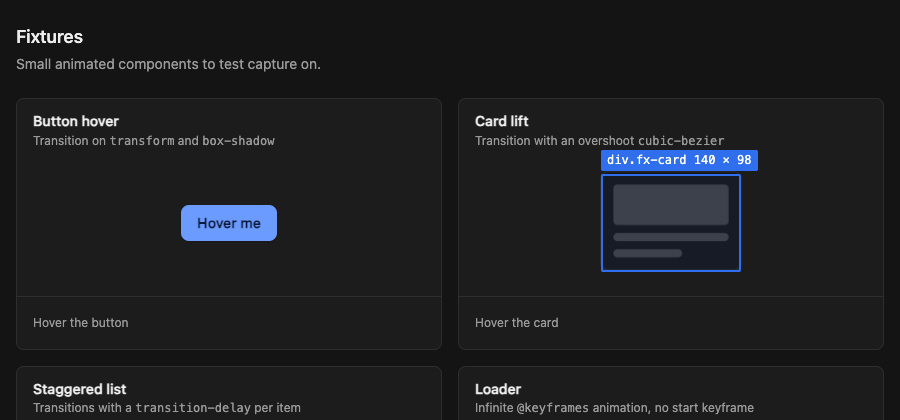 Fixtures
Small animated components to test capture on.
Button hover
Transition on transform and box-shadow
Hover me
Hover the button
Card lift
Transition with an overshoot cubic-bezier
div.fx-card 140 × 98
Hover the card
Staggered list
Transitions with a transition-delay per item
Loader
Infinite @keyframes animation, no start keyframe